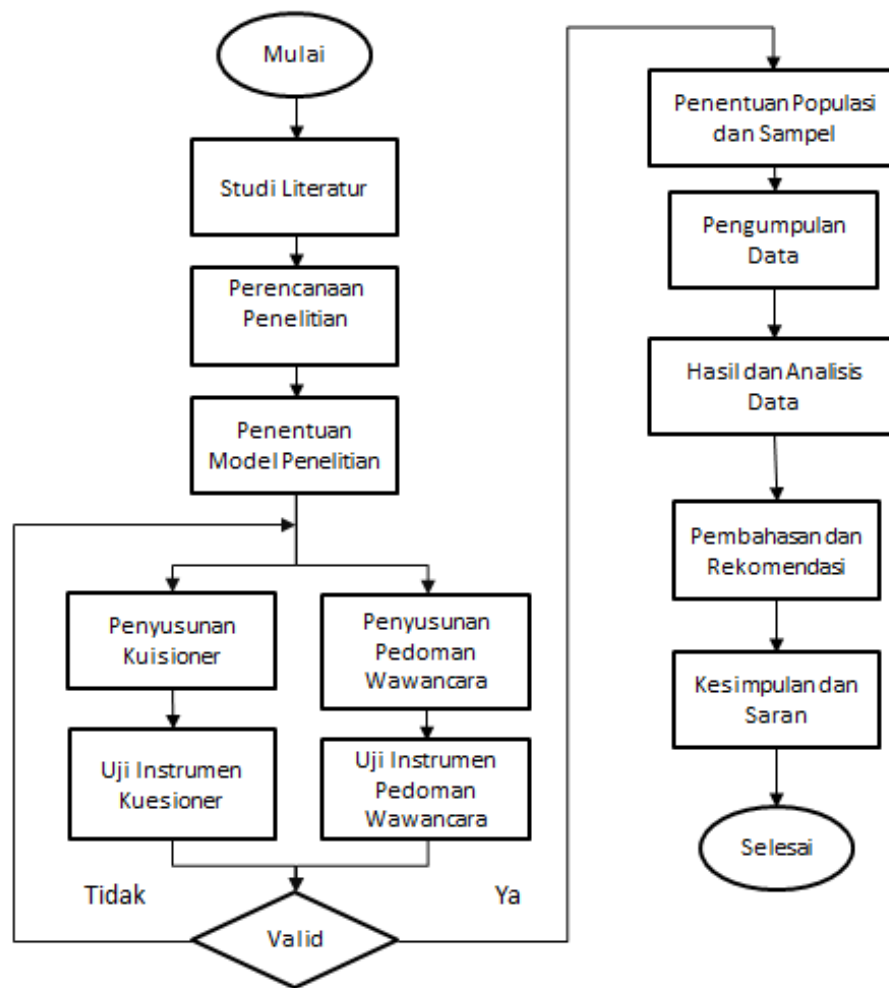 Mulai
Studi Literatur
Perencanaan
Penelitian
Penentuan
Model Penelitian
Penyusunan
Kuisioner
Penyusunan
Pedoman
Wawancara
Uji Instrumen
Kuesioner
Uji Instrumen
Pedoman
Wawancara
Tidak
Ya
Valid
Penentuan Populasi
dan Sampel
Pengumpulan
Data
Hasil dan Analisis
Data
Pembahasan dan
Rekomendasi
Kesimpulan dan
Saran
Selesai